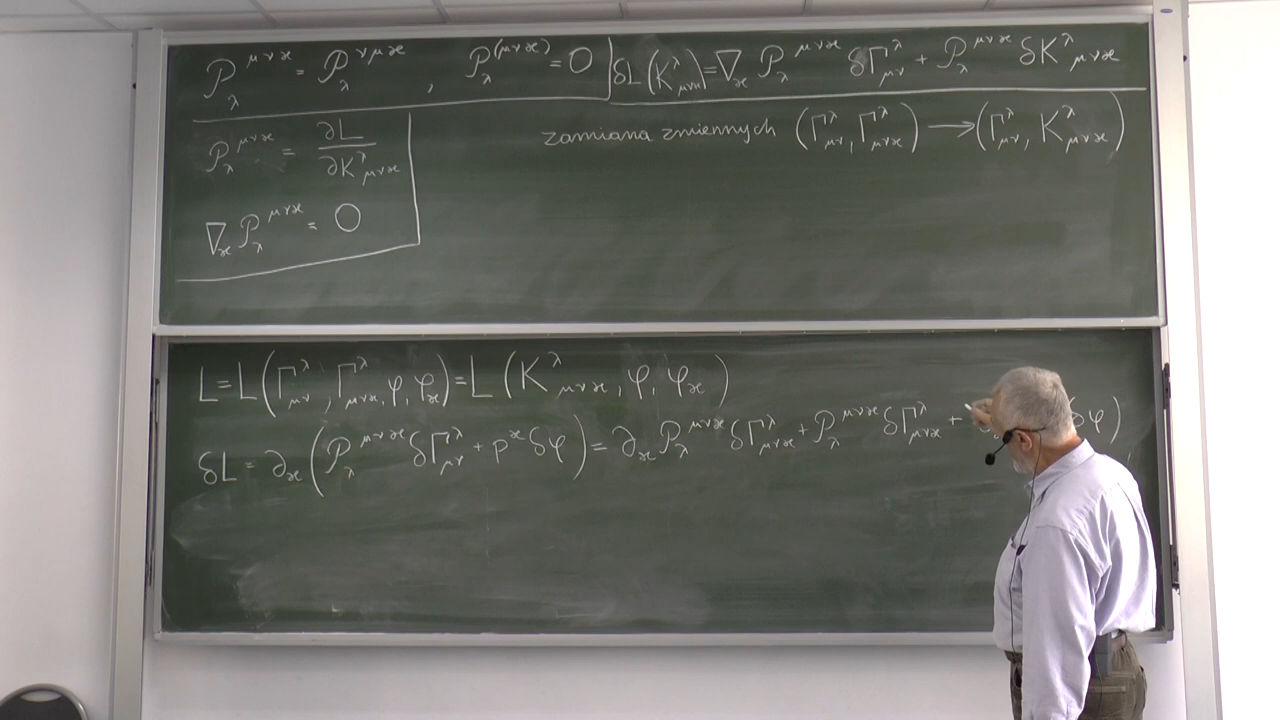 𝒫_λ^{μνϰ} = 𝒫_λ^{νμϰ} , 𝒫_λ^{(μνϰ)} = 0 | δL(K^λ_{μνϰ}) = ∇_ϰ 𝒫_λ^{μνϰ} δΓ^λ_{μν} + 𝒫_λ^{μνϰ} δK^λ_{μνϰ}
zamiana zmiennych (Γ^λ_{μν}, Γ^λ_{μνϰ}) ⟶ (Γ^λ_{μν}, K^λ_{μνϰ})
𝒫_λ^{μνϰ} = ∂L / ∂K^λ_{μνϰ}
∇_ϰ 𝒫_λ^{μνϰ} = 0
L = L(Γ^λ_{μν}, Γ^λ_{μνϰ}, φ, φ_ϰ) = L(K^λ_{μνϰ}, φ, φ_ϰ)
δL = ∂_ϰ(𝒫_λ^{μνϰ} δΓ^λ_{μν} + p^ϰ δφ) = ∂_ϰ 𝒫_λ^{μνϰ} δΓ^λ_{μνϰ} + 𝒫_λ^{μνϰ} δΓ^λ_{μνϰ} + δφ)